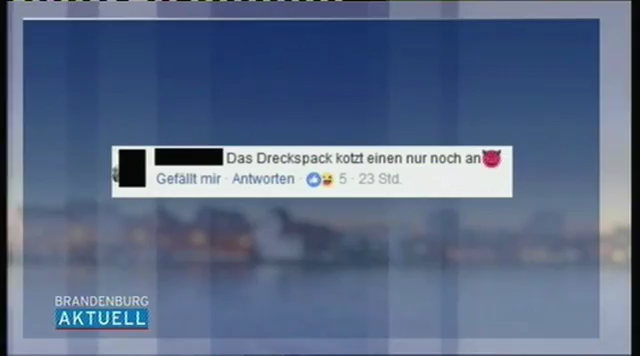 Das Dreckspack kotzt einen nur noch an😈
Gefällt mir · Antworten · 5 · 23 Std.
BRANDENBURG
AKTUELL